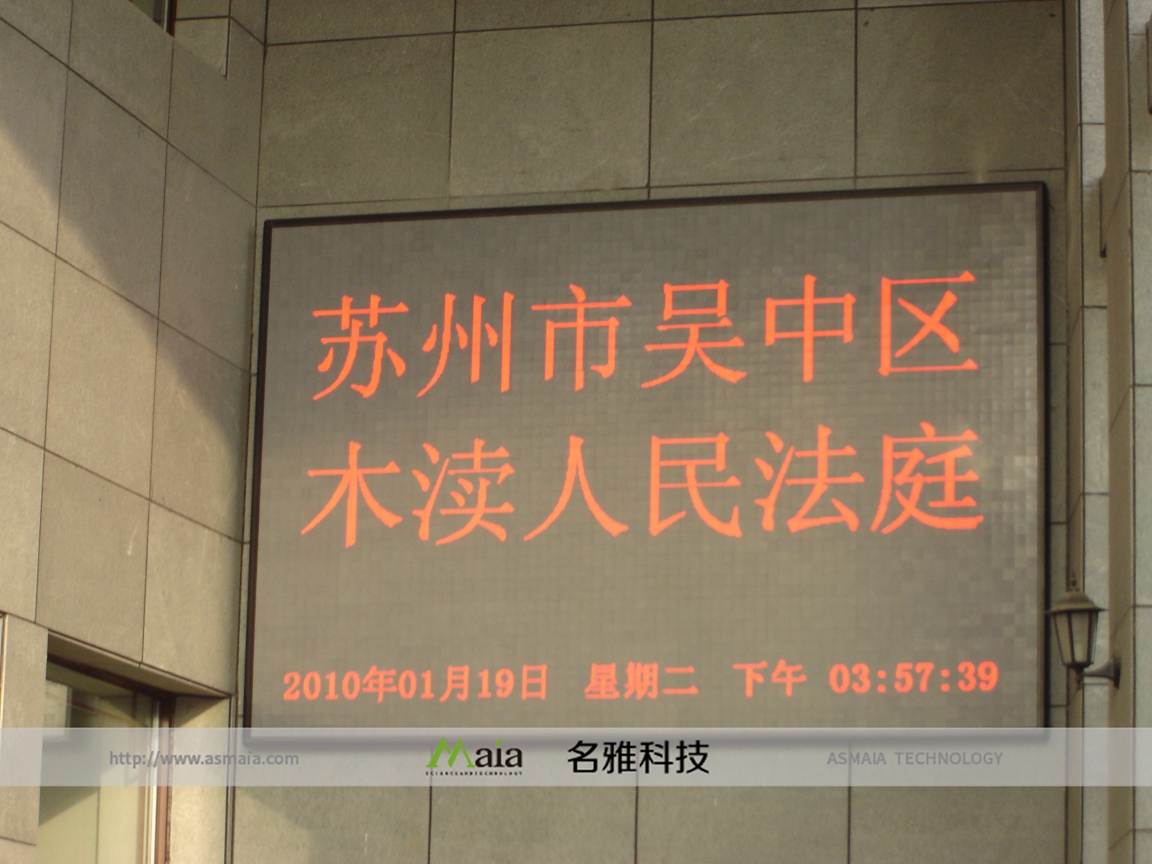 苏州市吴中区
木渎人民法庭
2010年01月19日 星期二 下午 03:57:39
http://www.asmaia.com Maia 名雅科技 ASMAIA TECHNOLOGY
SCIENCEANDTECHNOLOGY